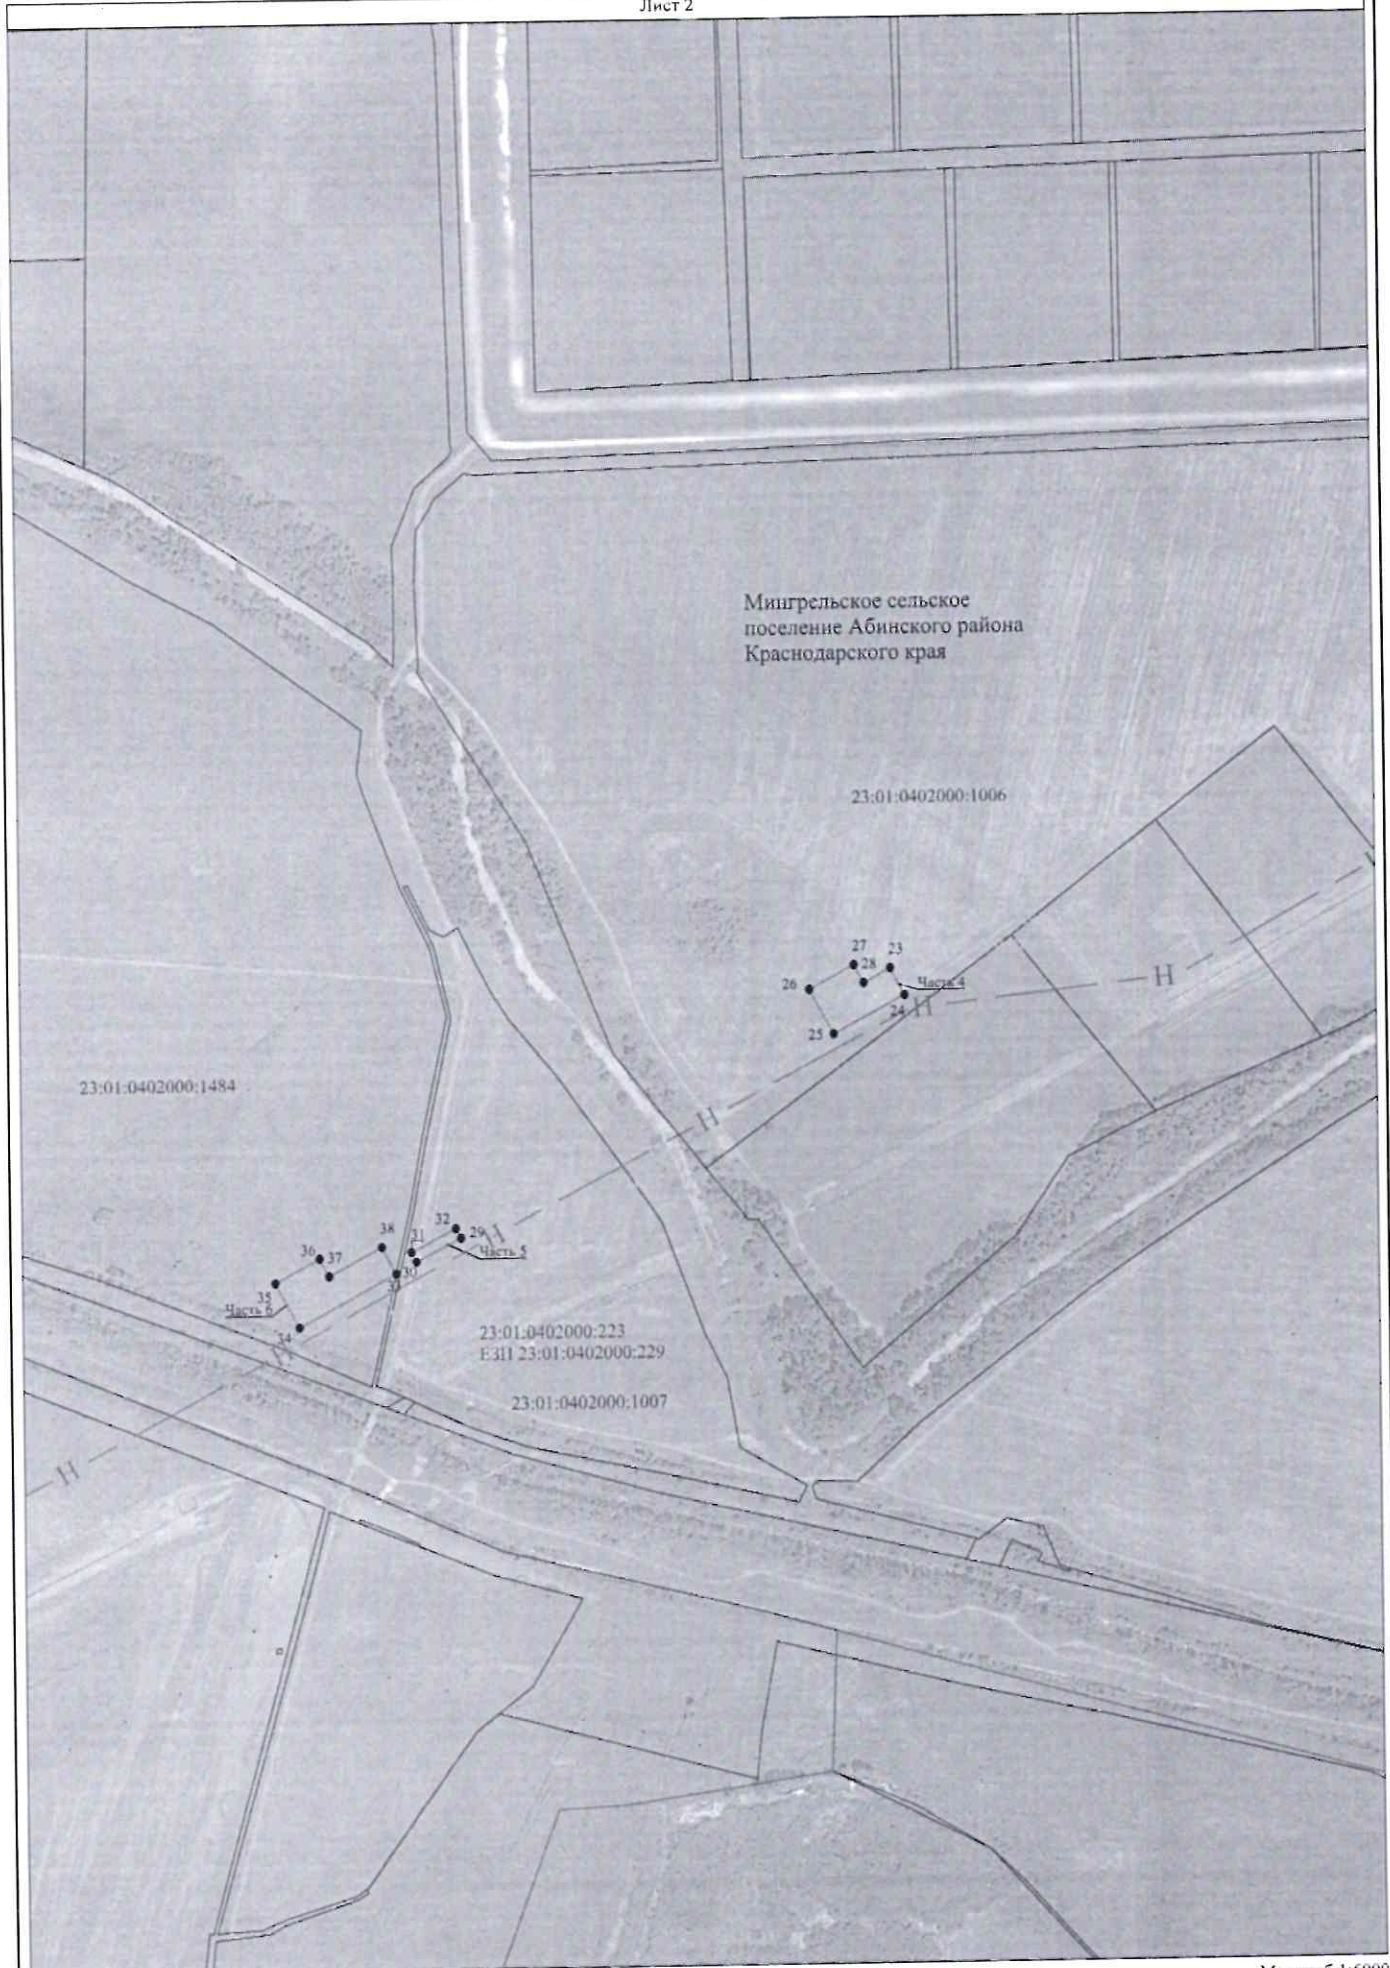 Лист 2
Мингрельское сельское
поселение Абинского района
Краснодарского края
23:01:0402000:1006
27
23
28
26
Часть 4
24
25
Н
Н
23:01:0402000:1484
Н
32
29
Н
38
31
36
37
Часть 5
30
35
33
Часть 6
34
Н
23:01:0402000:223
ЕЗП 23:01:0402000:229
23:01:0402000:1007
Н